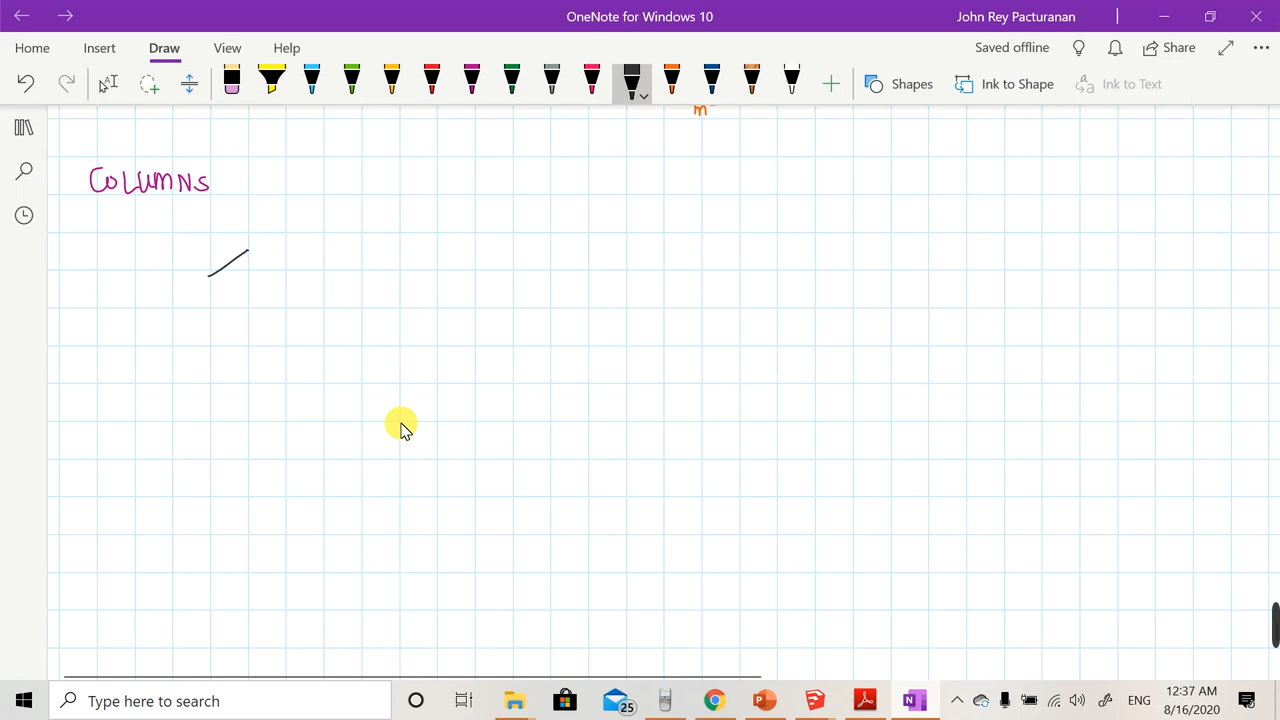 OneNote for Windows 10
John Rey Pacturanan
Home
Insert
Draw
View
Help
Saved offline
Share
Shapes
Ink to Shape
Ink to Text
m
COLUMNS
Type here to search
25
ENG
12:37 AM
8/16/2020